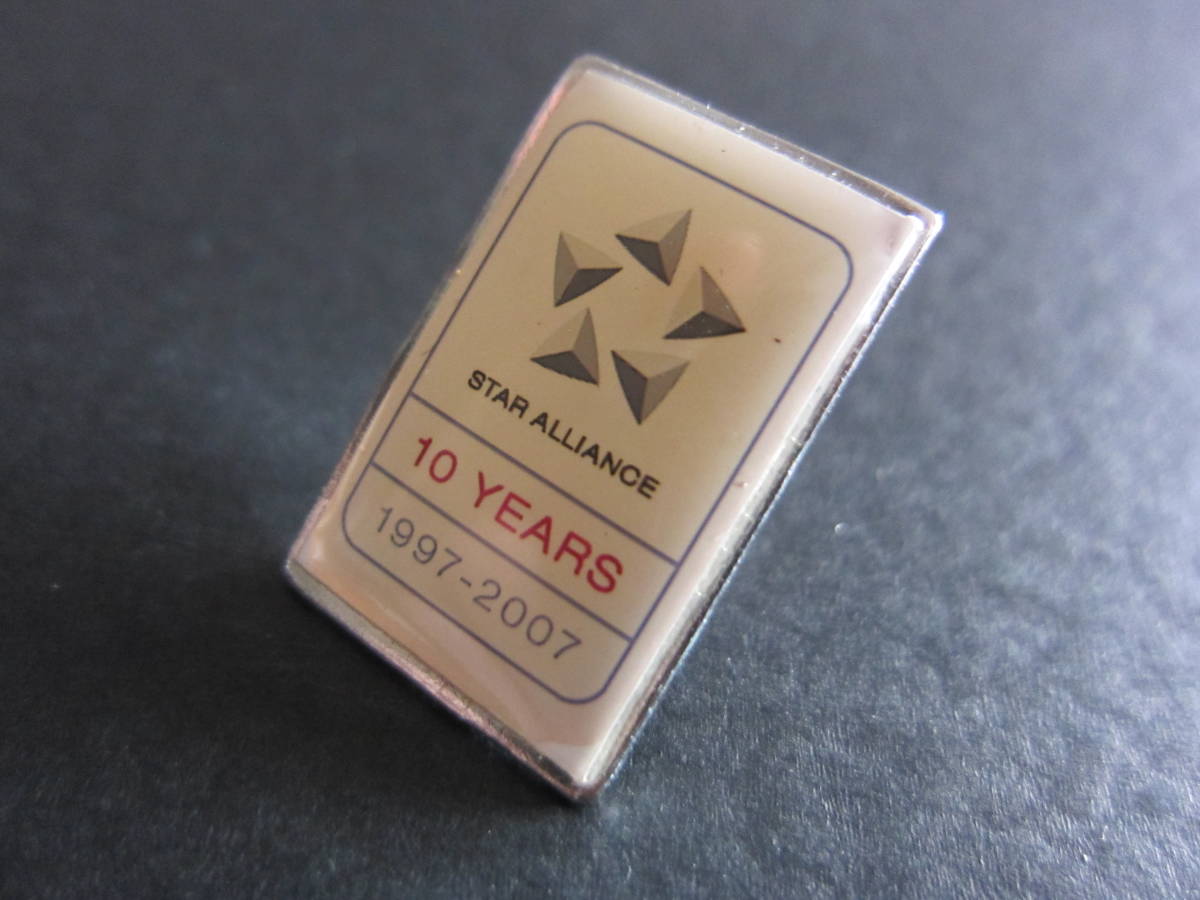 STAR ALLIANCE
10 YEARS
1997-2007